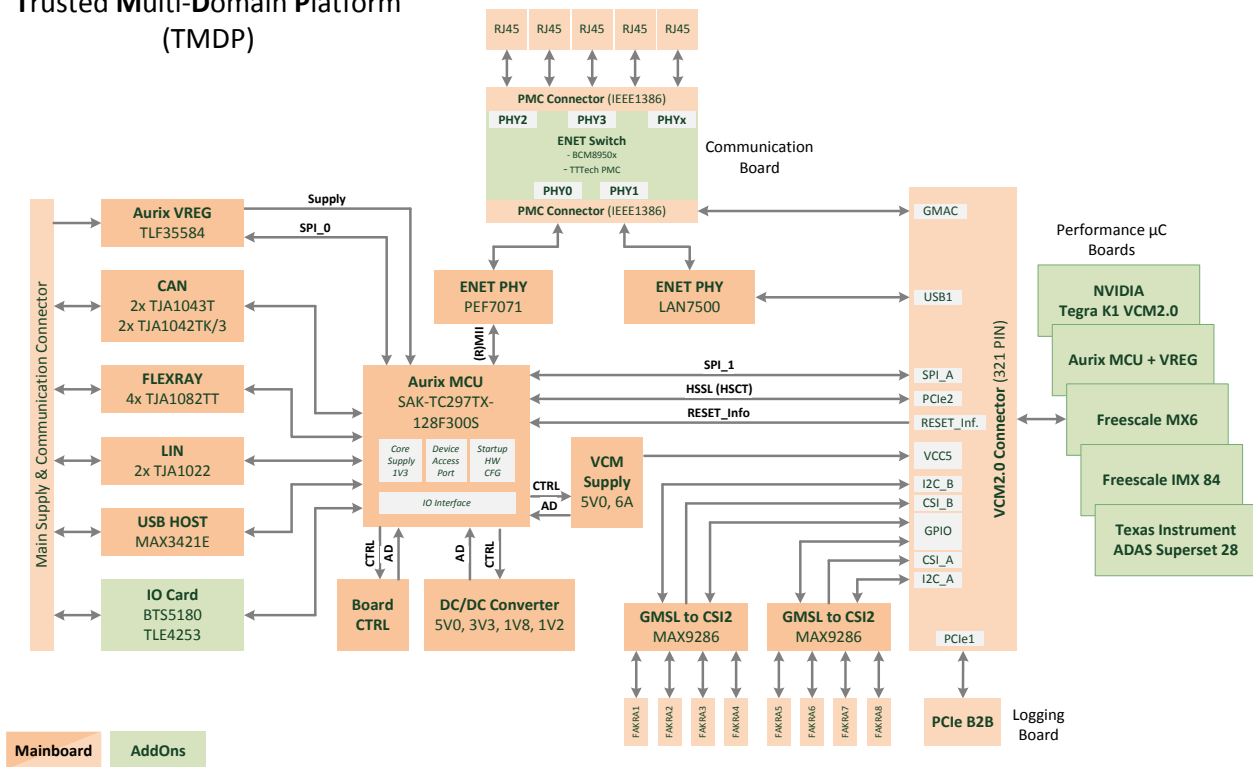 Trusted Multi-Domain Platform
(TMDP)
RJ45
RJ45
RJ45
RJ45
RJ45
PMC Connector (IEEE1386)
PHY2
PHY3
PHYx
ENET Switch
- BCM8950x
- TTTech PMC
PHY0
PHY1
PMC Connector (IEEE1386)
Communication
Board
Main Supply & Communication Connector
Aurix VREG
TLF35584
Supply
SPI_0
CAN
2x TJA1043T
2x TJA1042TK/3
FLEXRAY
4x TJA1082TT
LIN
2x TJA1022
USB HOST
MAX3421E
IO Card
BTS5180
TLE4253
ENET PHY
PEF7071
ENET PHY
LAN7500
(R)MII
Aurix MCU
SAK-TC297TX-
128F300S
Core
Supply
1V3
Device
Access
Port
Startup
HW
CFG
IO Interface
SPI_1
HSSL (HSCT)
RESET_Info
CTRL
AD
VCM
Supply
5V0, 6A
CTRL
AD
AD
CTRL
Board
CTRL
DC/DC Converter
5V0, 3V3, 1V8, 1V2
GMSL to CSI2
MAX9286
GMSL to CSI2
MAX9286
FAKRA1
FAKRA2
FAKRA3
FAKRA4
FAKRA5
FAKRA6
FAKRA7
FAKRA8
GMAC
USB1
SPI_A
PCIe2
RESET_Inf.
VCC5
I2C_B
CSI_B
GPIO
CSI_A
I2C_A
PCIe1
VCM2.0 Connector (321 PIN)
PCIe B2B
Logging
Board
Performance µC
Boards
NVIDIA
Tegra K1 VCM2.0
Aurix MCU + VREG
Freescale MX6
Freescale IMX 84
Texas Instrument
ADAS Superset 28
Mainboard
AddOns